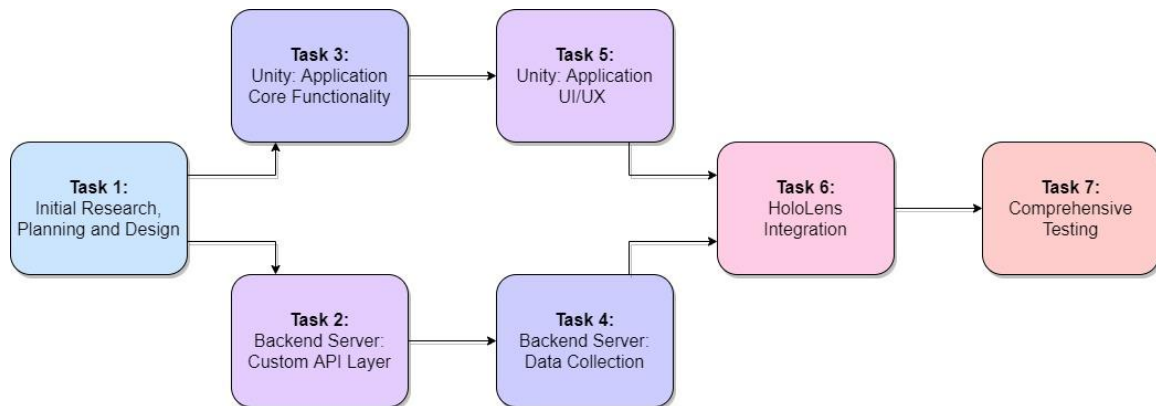 Task 3:
Unity: Application
Core Functionality
Task 5:
Unity: Application
UI/UX
Task 1:
Initial Research,
Planning and Design
Task 6:
HoloLens
Integration
Task 7:
Comprehensive
Testing
Task 2:
Backend Server:
Custom API Layer
Task 4:
Backend Server:
Data Collection